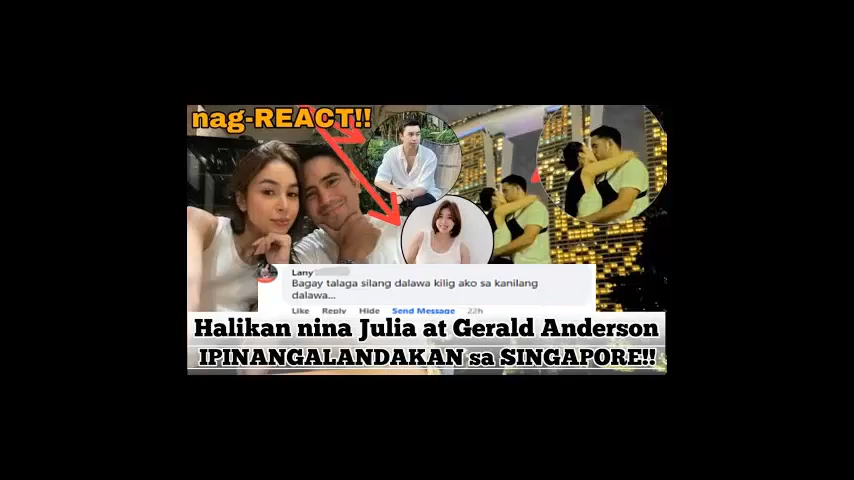 nag-REACT!!
Lany
Bagay talaga silang dalawa kilig ako sa kanilang
dalawa...
Like Reply Hide Send Message 22h
Halikan nina Julia at Gerald Anderson
IPINANGALANDAKAN sa SINGAPORE!!